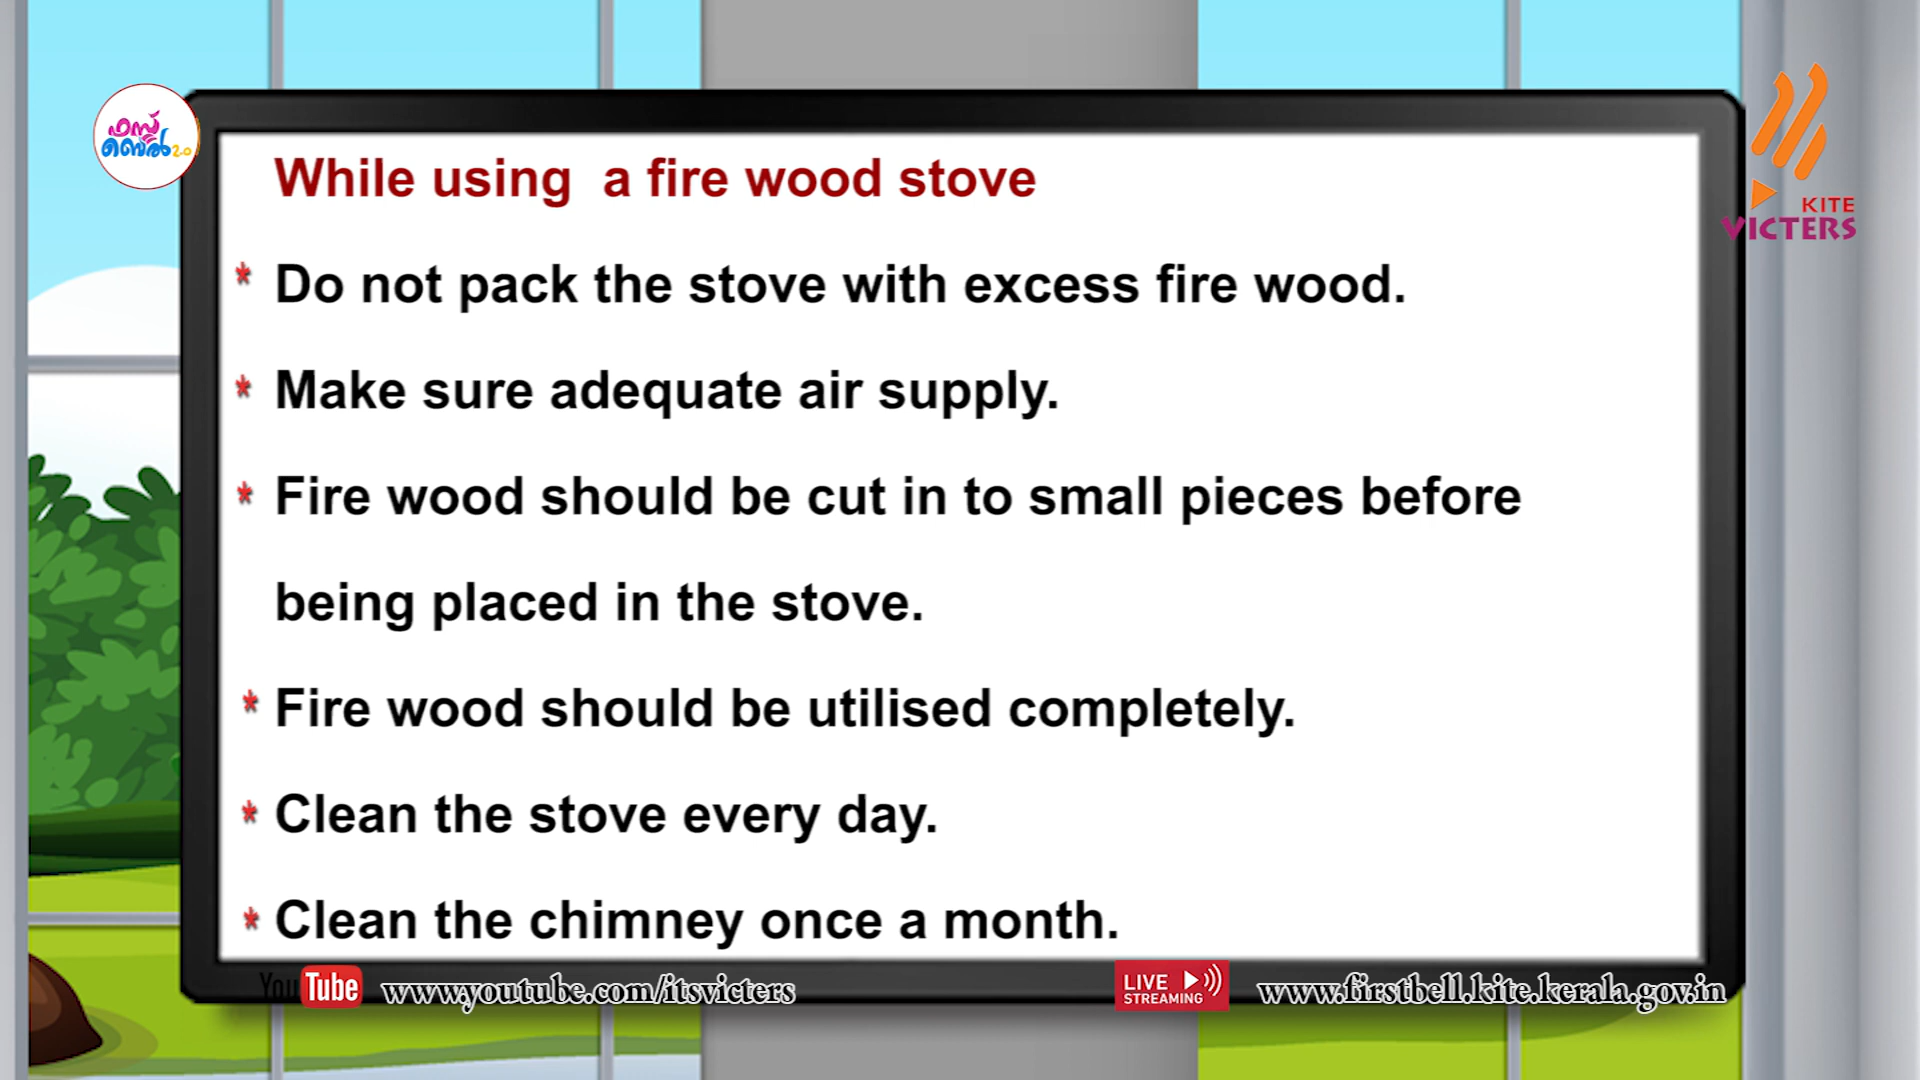 ഫസ്റ്റ്
ബെൽ 2.0
KITE
VICTERS
While using a fire wood stove
* Do not pack the stove with excess fire wood.
* Make sure adequate air supply.
* Fire wood should be cut in to small pieces before
being placed in the stove.
* Fire wood should be utilised completely.
* Clean the stove every day.
* Clean the chimney once a month.
YouTube www.youtube.com/itsvicters
LIVE
STREAMING
www.firstbell.kite.kerala.gov.in